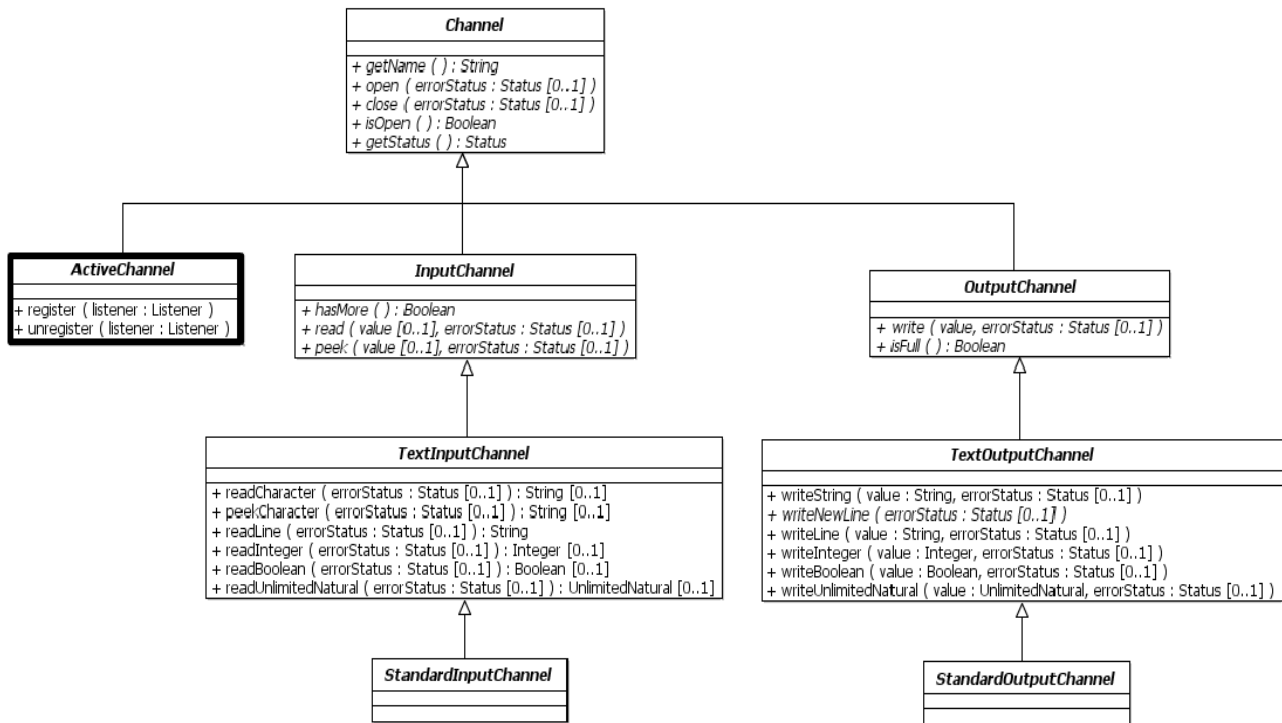 Channel
+ getName ( ) : String
+ open ( errorStatus : Status [0..1] )
+ close ( errorStatus : Status [0..1] )
+ isOpen ( ) : Boolean
+ getStatus ( ) : Status
ActiveChannel
+ register ( listener : Listener )
+ unregister ( listener : Listener )
InputChannel
+ hasMore ( ) : Boolean
+ read ( value [0..1], errorStatus : Status [0..1] )
+ peek ( value [0..1], errorStatus : Status [0..1] )
OutputChannel
+ write ( value, errorStatus : Status [0..1] )
+ isFull ( ) : Boolean
TextInputChannel
+ readCharacter ( errorStatus : Status [0..1] ) : String [0..1]
+ peekCharacter ( errorStatus : Status [0..1] ) : String [0..1]
+ readLine ( errorStatus : Status [0..1] ) : String
+ readInteger ( errorStatus : Status [0..1] ) : Integer [0..1]
+ readBoolean ( errorStatus : Status [0..1] ) : Boolean [0..1]
+ readUnlimitedNatural ( errorStatus : Status [0..1] ) : UnlimitedNatural [0..1]
TextOutputChannel
+ writeString ( value : String, errorStatus : Status [0..1] )
+ writeNewLine ( errorStatus : Status [0..1] )
+ writeLine ( value : String, errorStatus : Status [0..1] )
+ writeInteger ( value : Integer, errorStatus : Status [0..1] )
+ writeBoolean ( value : Boolean, errorStatus : Status [0..1] )
+ writeUnlimitedNatural ( value : UnlimitedNatural, errorStatus : Status [0..1] )
StandardInputChannel
StandardOutputChannel